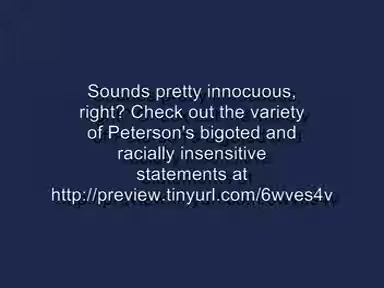 Sounds pretty innocuous,
right? Check out the variety
of Peterson's bigoted and
racially insensitive
statements at
http://preview.tinyurl.com/6wves4v